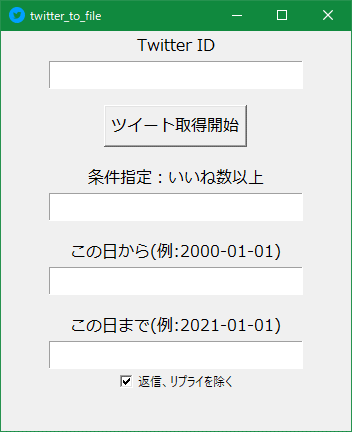 twitter_to_file
Twitter ID
ツイート取得開始
条件指定：いいね数以上
この日から(例:2000-01-01)
この日まで(例:2021-01-01)
返信、リプライを除く